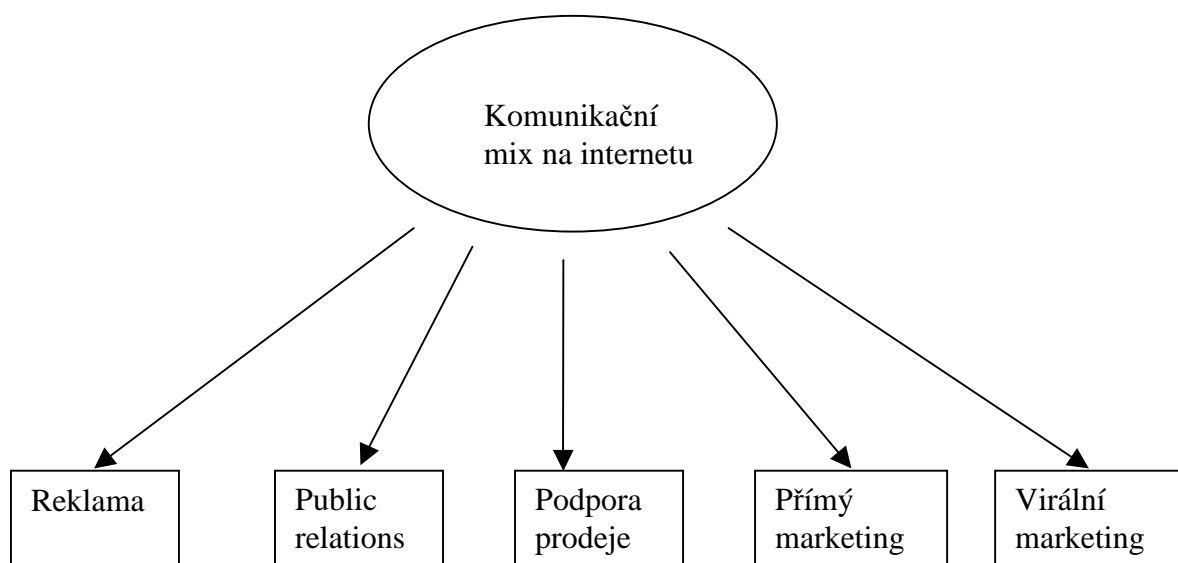 Komunikační
mix na internetu
Reklama
Public
relations
Podpora
prodeje
Přímý
marketing
Virální
marketing